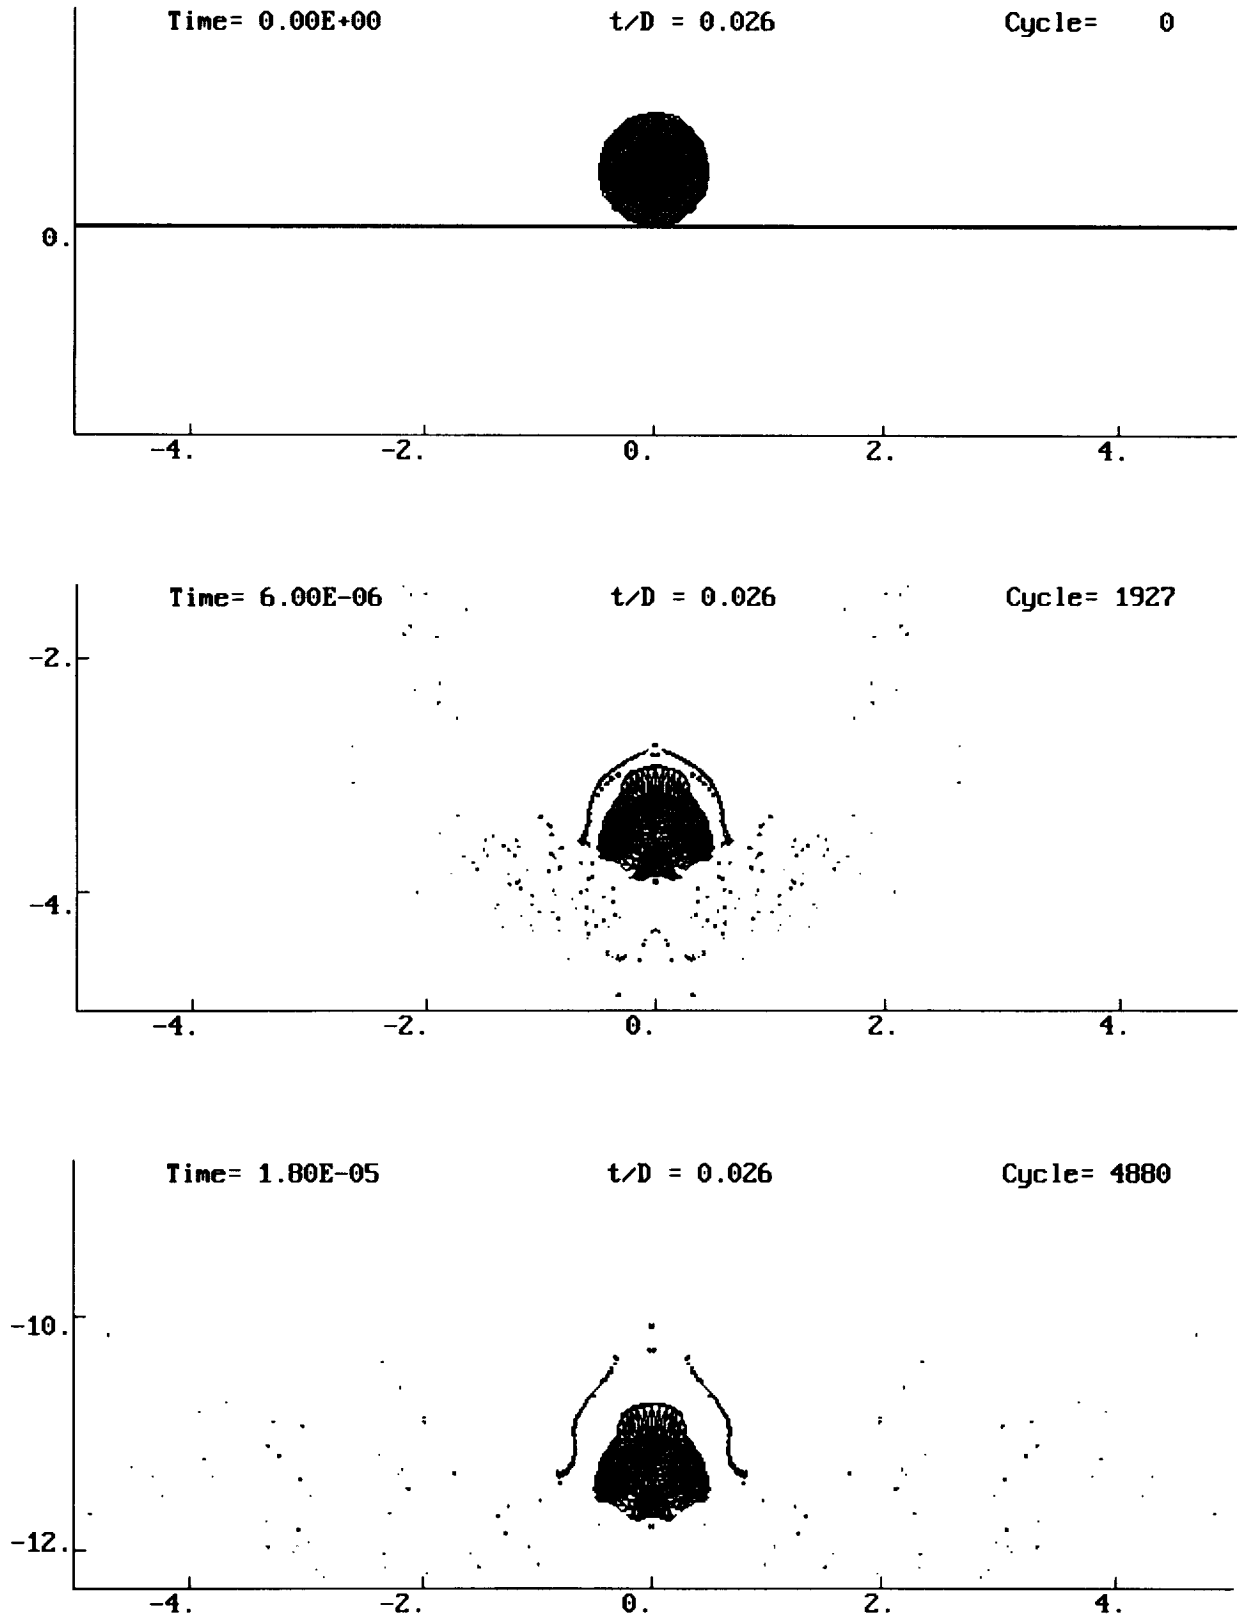 Time= 0.00E+00 t/D = 0.026 Cycle= 0
0.
-4. -2. 0. 2. 4.
Time= 6.00E-06 t/D = 0.026 Cycle= 1927
-2.
-4.
-4. -2. 0. 2. 4.
Time= 1.80E-05 t/D = 0.026 Cycle= 4880
-10.
-12.
-4. -2. 0. 2. 4.